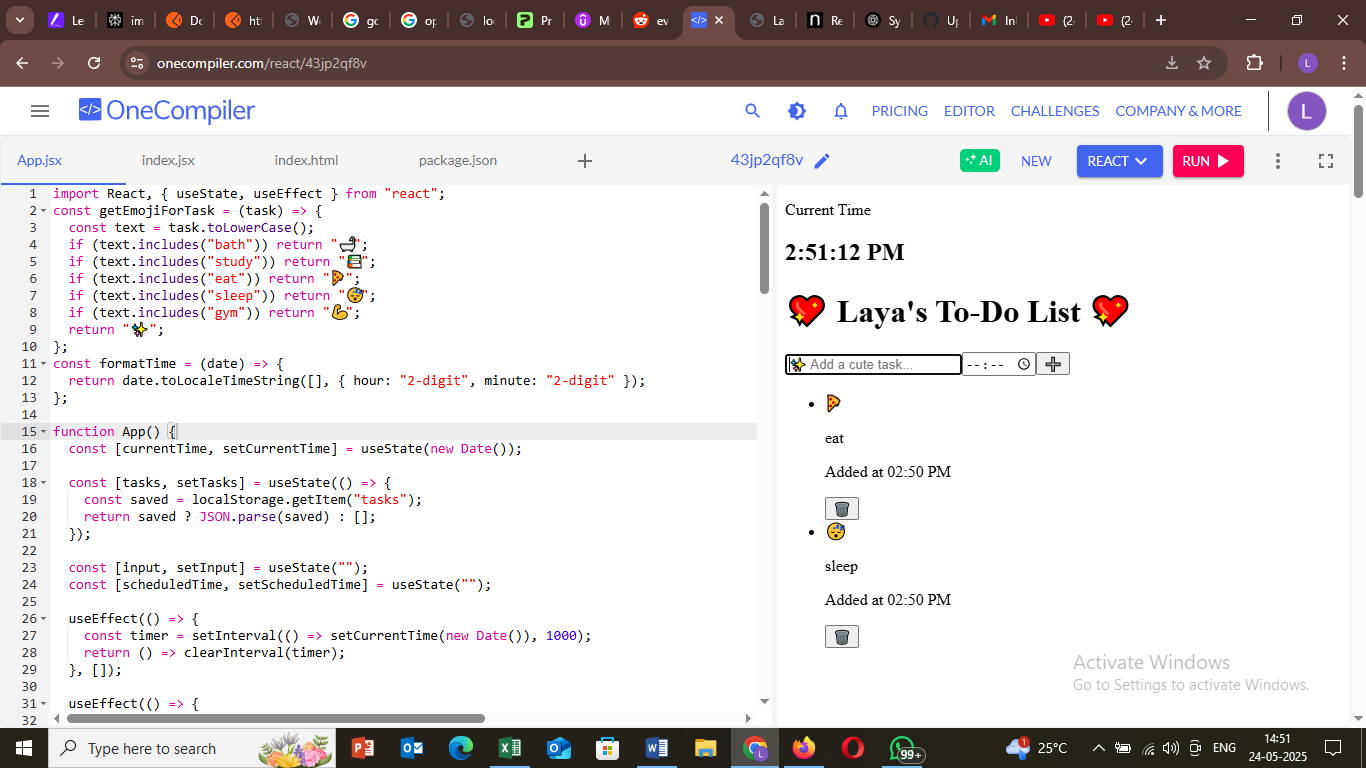 Le
im
Do
htt
We
go
op
loc
Pr
My
ev
La
Re
Sy
Up
Inl
(2
(2
onecompiler.com/react/43jp2qf8v
L
</> OneCompiler
PRICING
EDITOR
CHALLENGES
COMPANY & MORE
L
App.jsx
index.jsx
index.html
package.json
43jp2qf8v
AI
NEW
REACT
RUN
1 import React, { useState, useEffect } from "react";
2 const getEmojiForTask = (task) => {
3 const text = task.toLowerCase();
4 if (text.includes("bath")) return "🛁";
5 if (text.includes("study")) return "📚";
6 if (text.includes("eat")) return "🍕";
7 if (text.includes("sleep")) return "😴";
8 if (text.includes("gym")) return "💪";
9 return "✨";
10 };
11 const formatTime = (date) => {
12 return date.toLocaleTimeString([], { hour: "2-digit", minute: "2-digit" });
13 };
14
15 function App() {
16 const [currentTime, setCurrentTime] = useState(new Date());
17
18 const [tasks, setTasks] = useState(() => {
19 const saved = localStorage.getItem("tasks");
20 return saved ? JSON.parse(saved) : [];
21 });
22
23 const [input, setInput] = useState("");
24 const [scheduledTime, setScheduledTime] = useState("");
25
26 useEffect(() => {
27 const timer = setInterval(() => setCurrentTime(new Date()), 1000);
28 return () => clearInterval(timer);
29 }, []);
30
31 useEffect(() => {
32
Current Time
2:51:12 PM
💖 Laya's To-Do List 💖
✨ Add a cute task...
--:--
➕
• 🍕
eat
Added at 02:50 PM
🗑️
• 😴
sleep
Added at 02:50 PM
🗑️
Activate Windows
Go to Settings to activate Windows.
Type here to search
99+
1
25°C
ENG
14:51
24-05-2025